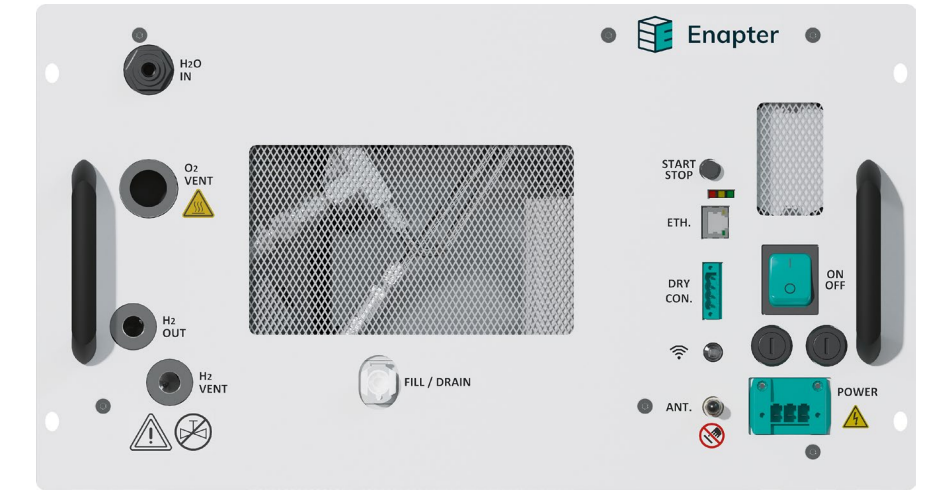 Enapter
H2O
IN
O2
VENT
START
STOP
ETH.
DRY
CON.
ON
OFF
H2
OUT
H2
VENT
FILL / DRAIN
ANT.
POWER